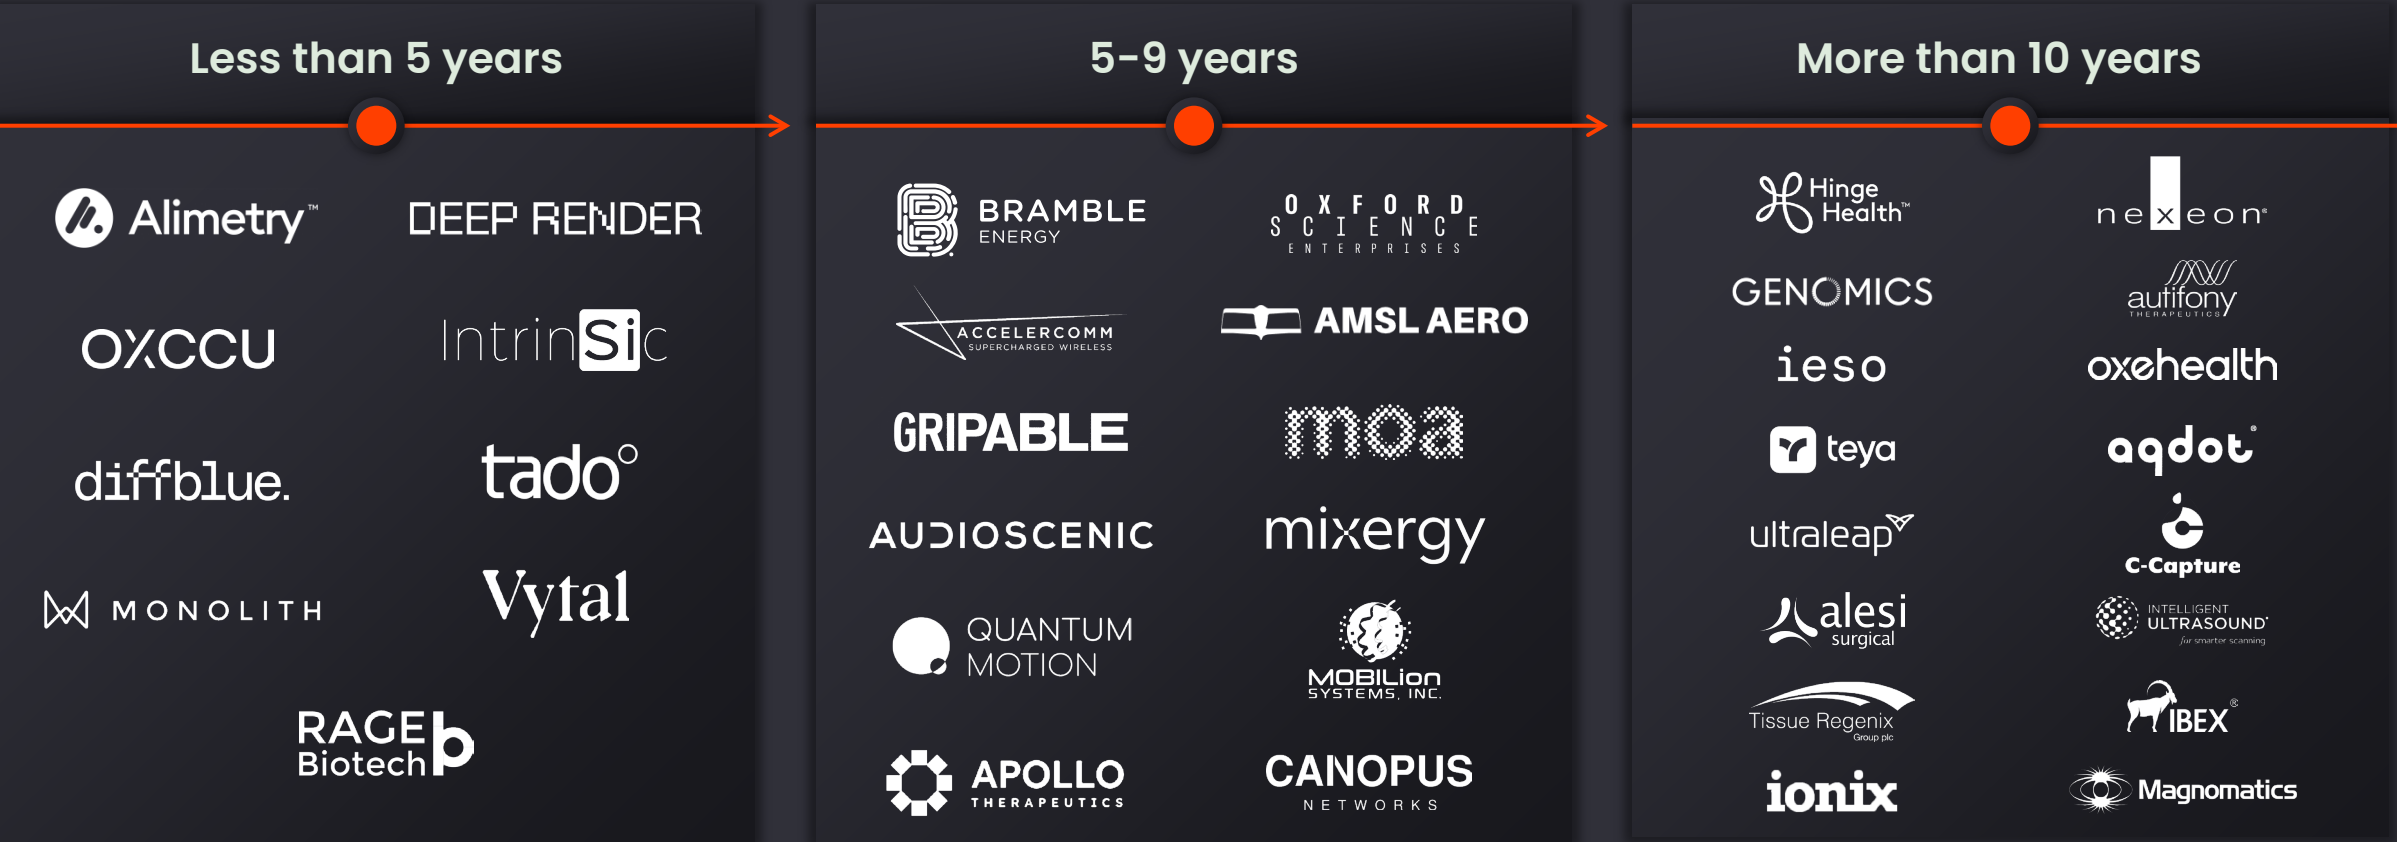 Less than 5 years
Alimetry™
DEEP RENDER
OXCCU
IntrinSic
diffblue.
tado°
MONOLITH
Vytal
RAGE
Biotech b
5-9 years
BRAMBLE
ENERGY
OXFORD
SCIENCE
ENTERPRISES
ACCELERCOMM
SUPERCHARGED WIRELESS
AMSL AERO
GRIPABLE
moa
AUDIOSCENIC
mixergy
QUANTUM
MOTION
MOBILion
SYSTEMS, INC.
APOLLO
THERAPEUTICS
CANOPUS
NETWORKS
More than 10 years
Hinge
Health™
nexeon®
GENOMICS
autifony
THERAPEUTICS
ieso
oxehealth
teya
aqdot®
ultraleap
C-Capture
alesi
surgical
INTELLIGENT
ULTRASOUND
for smarter scanning
Tissue Regenix
Group plc
IBEX®
ionix
Magnomatics